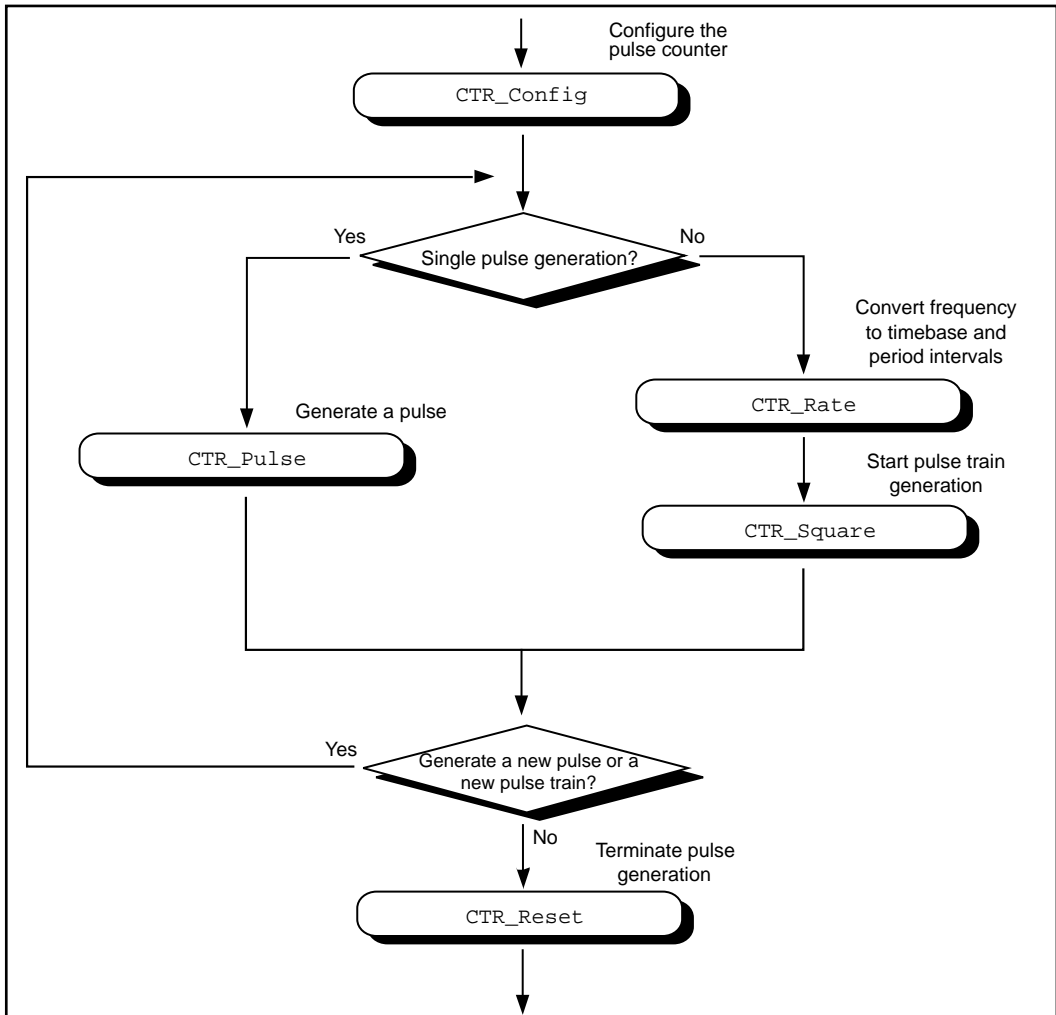 Configure the
pulse counter
CTR_Config
Yes
No
Single pulse generation?
Convert frequency
to timebase and
period intervals
CTR_Rate
Generate a pulse
CTR_Pulse
Start pulse train
generation
CTR_Square
Yes
Generate a new pulse or a
new pulse train?
No
Terminate pulse
generation
CTR_Reset